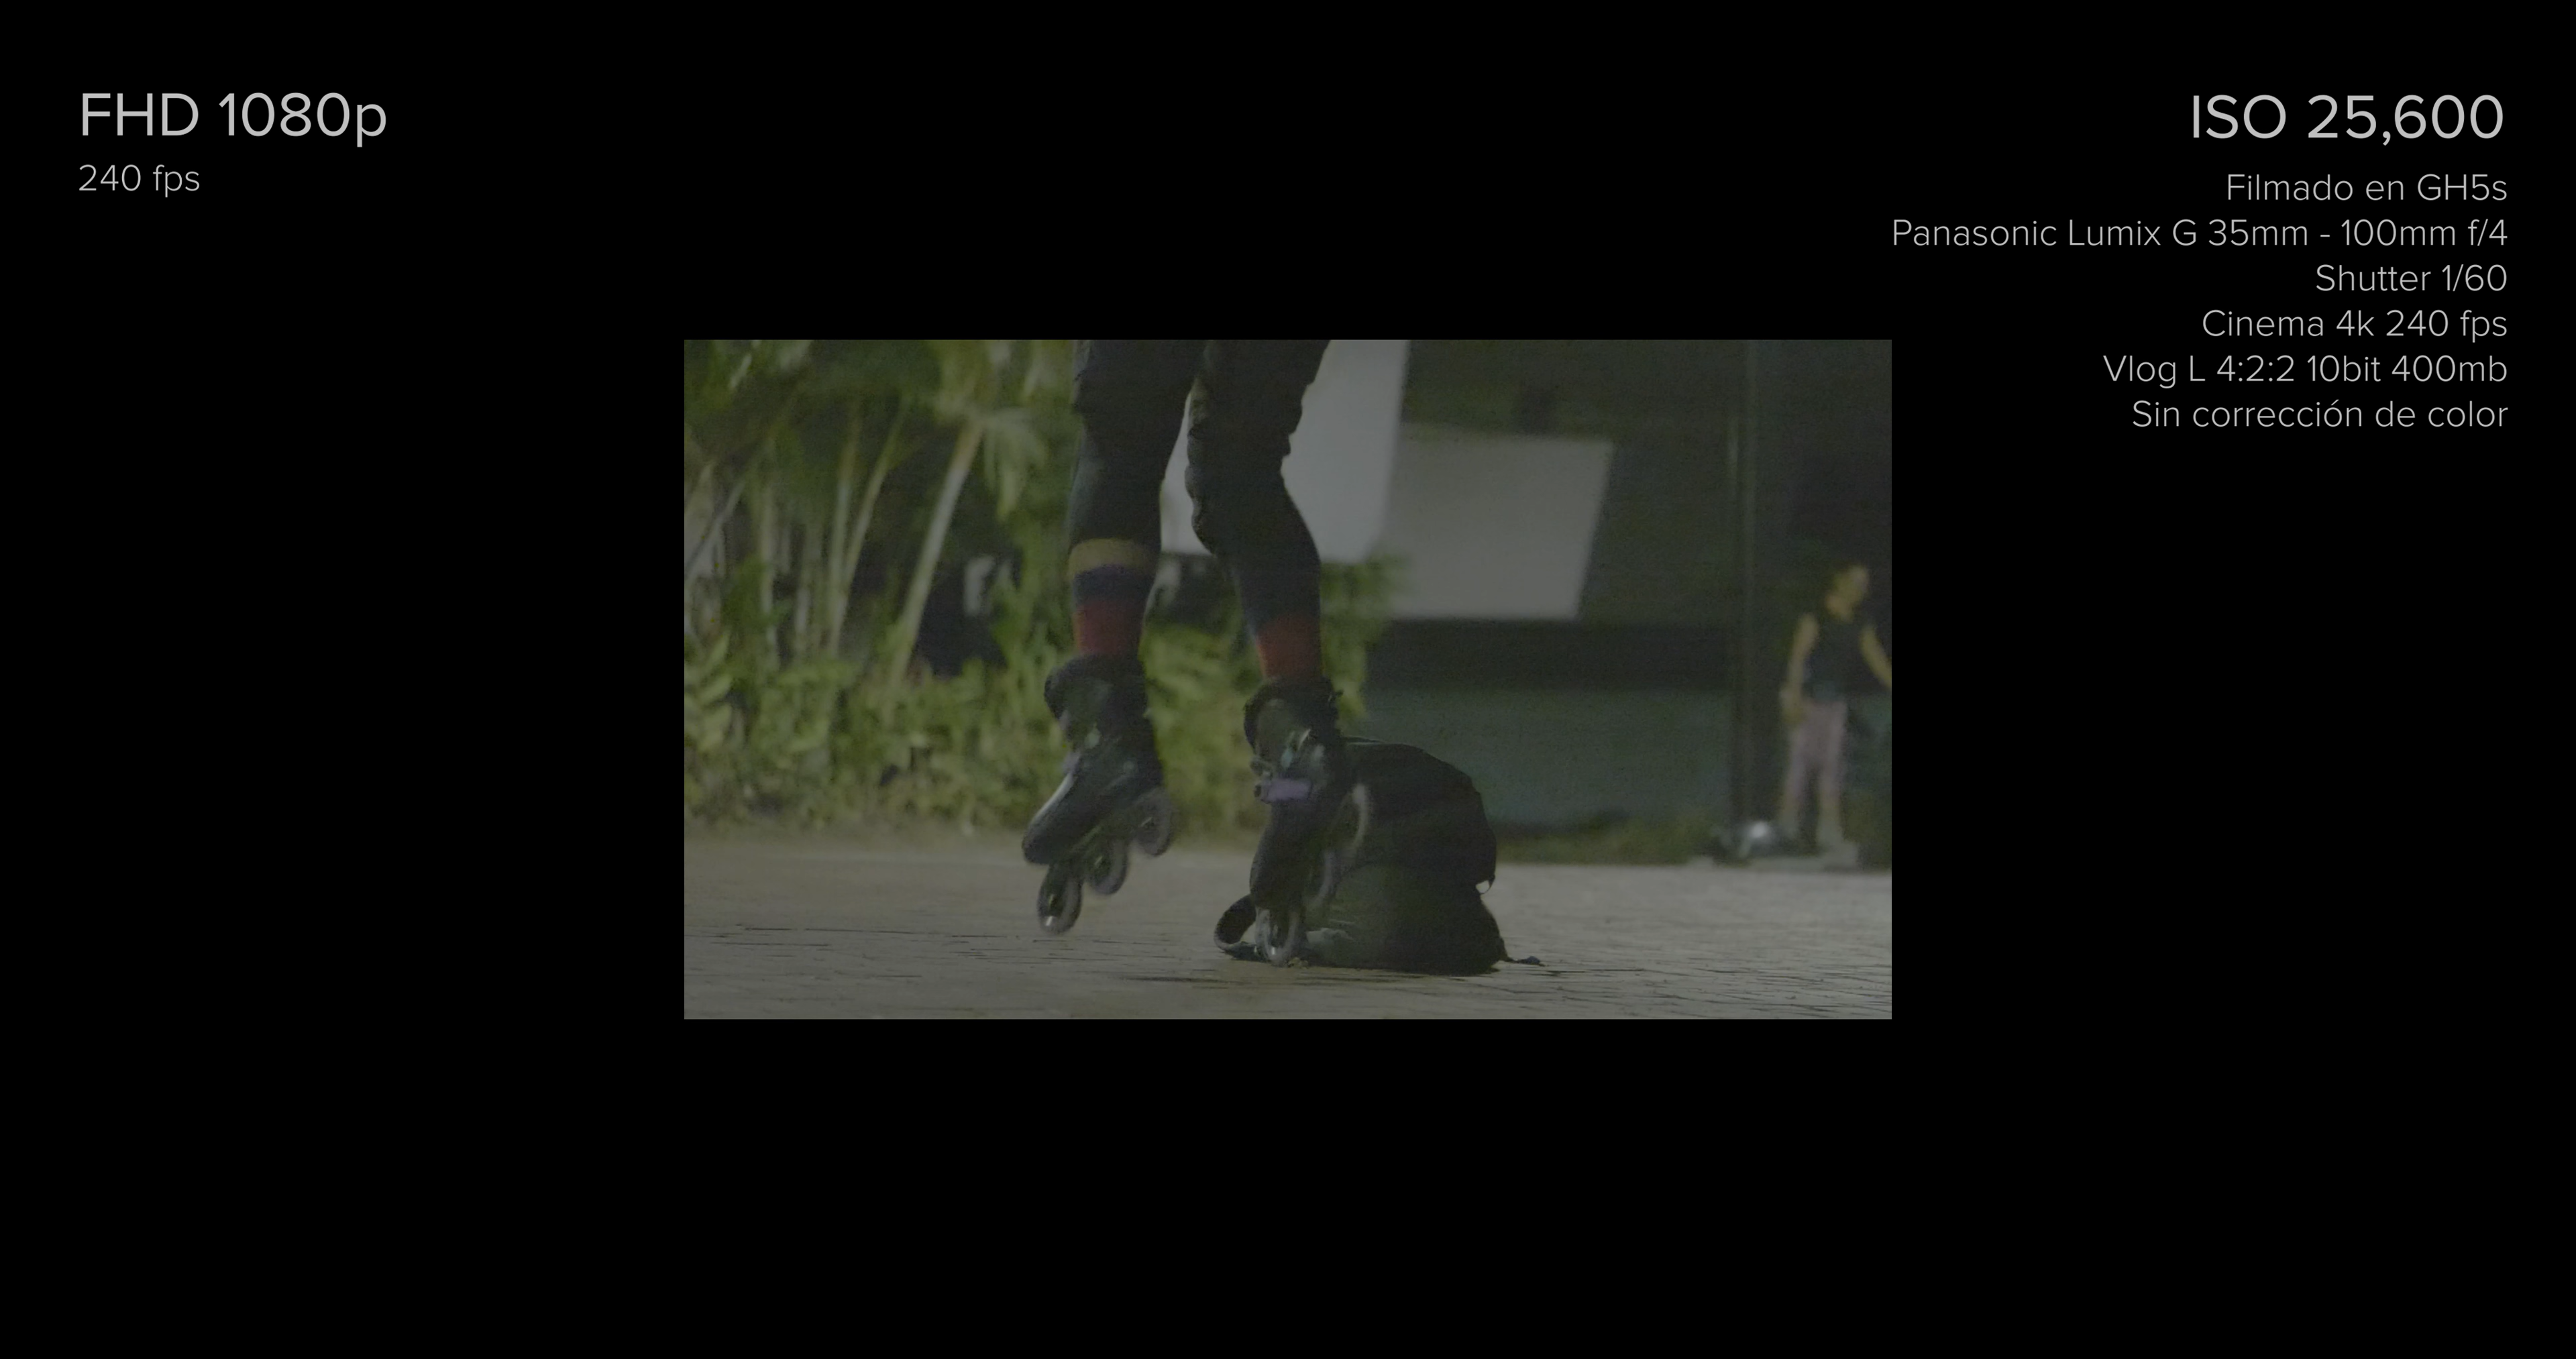 FHD 1080p
240 fps
ISO 25,600
Filmado en GH5s
Panasonic Lumix G 35mm - 100mm f/4
Shutter 1/60
Cinema 4k 240 fps
Vlog L 4:2:2 10bit 400mb
Sin corrección de color